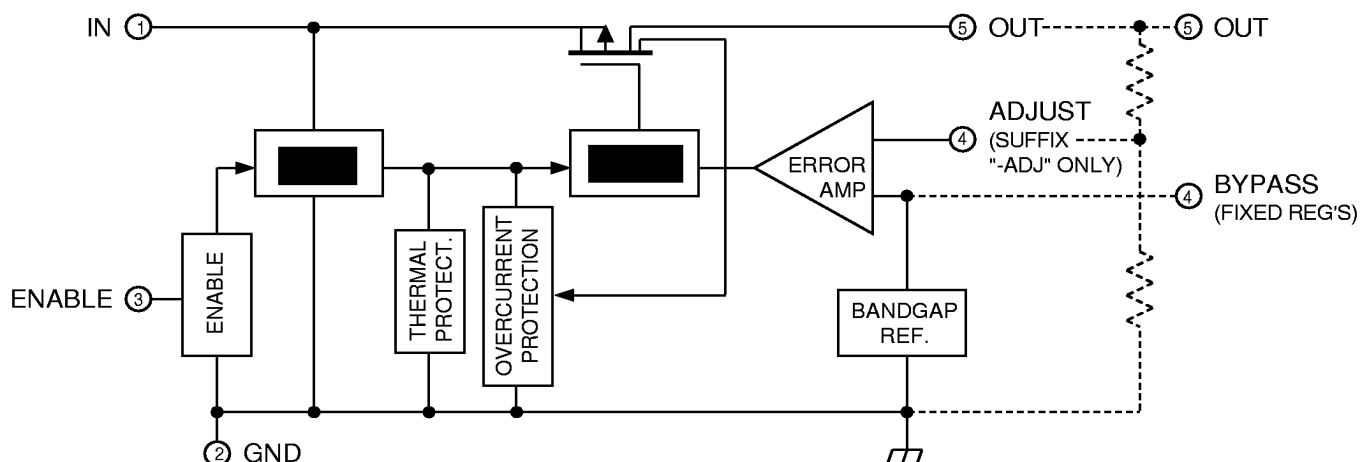 IN 1
5 OUT
5 OUT
ADJUST
4 (SUFFIX
"-ADJ" ONLY)
ERROR
AMP
4 BYPASS
(FIXED REG'S)
ENABLE 3
ENABLE
THERMAL
PROTECT.
OVERCURRENT
PROTECTION
BANDGAP
REF.
2 GND